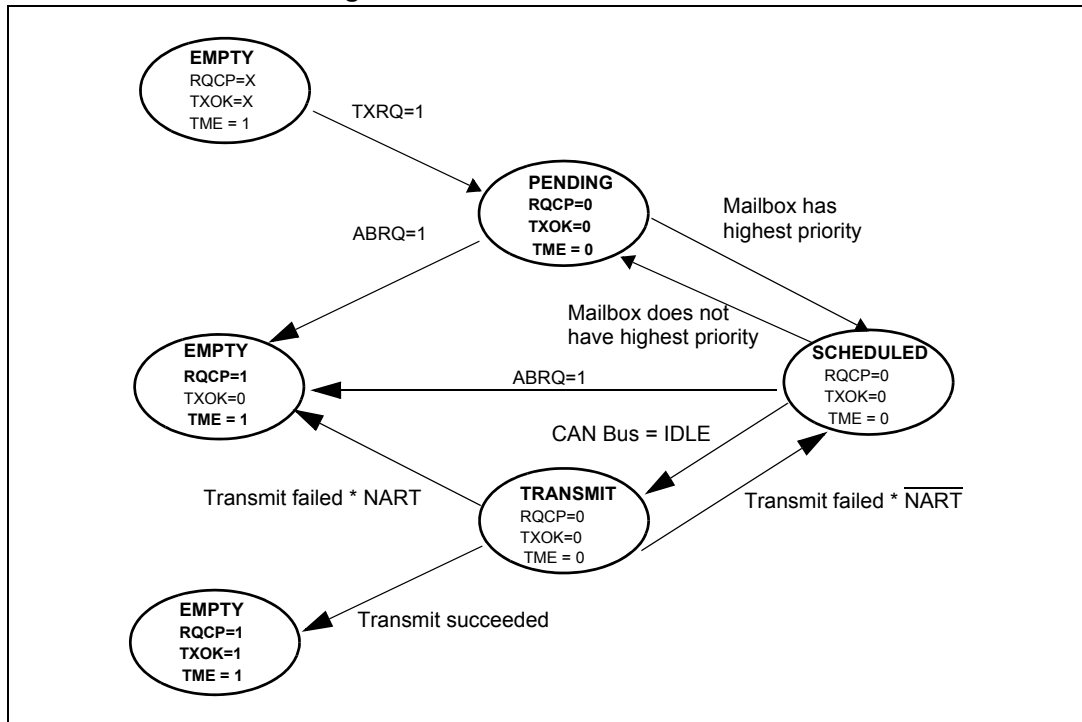 EMPTY
RQCP=X
TXOK=X
TME = 1
TXRQ=1
PENDING
RQCP=0
TXOK=0
TME = 0
Mailbox has
highest priority
ABRQ=1
Mailbox does not
have highest priority
EMPTY
RQCP=1
TXOK=0
TME = 1
SCHEDULED
RQCP=0
TXOK=0
TME = 0
ABRQ=1
CAN Bus = IDLE
Transmit failed * NART
TRANSMIT
RQCP=0
TXOK=0
TME = 0
Transmit failed * N̅A̅R̅T̅
EMPTY
RQCP=1
TXOK=1
TME = 1
Transmit succeeded